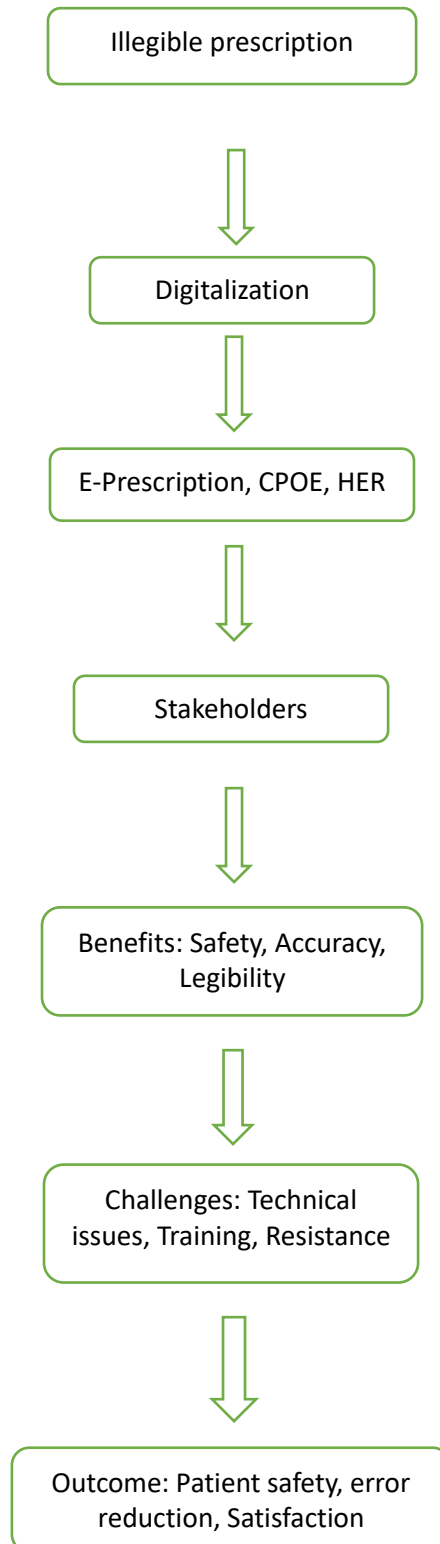 Illegible prescription
Digitalization
E-Prescription, CPOE, HER
Stakeholders
Benefits: Safety, Accuracy,
Legibility
Challenges: Technical
issues, Training, Resistance
Outcome: Patient safety, error
reduction, Satisfaction